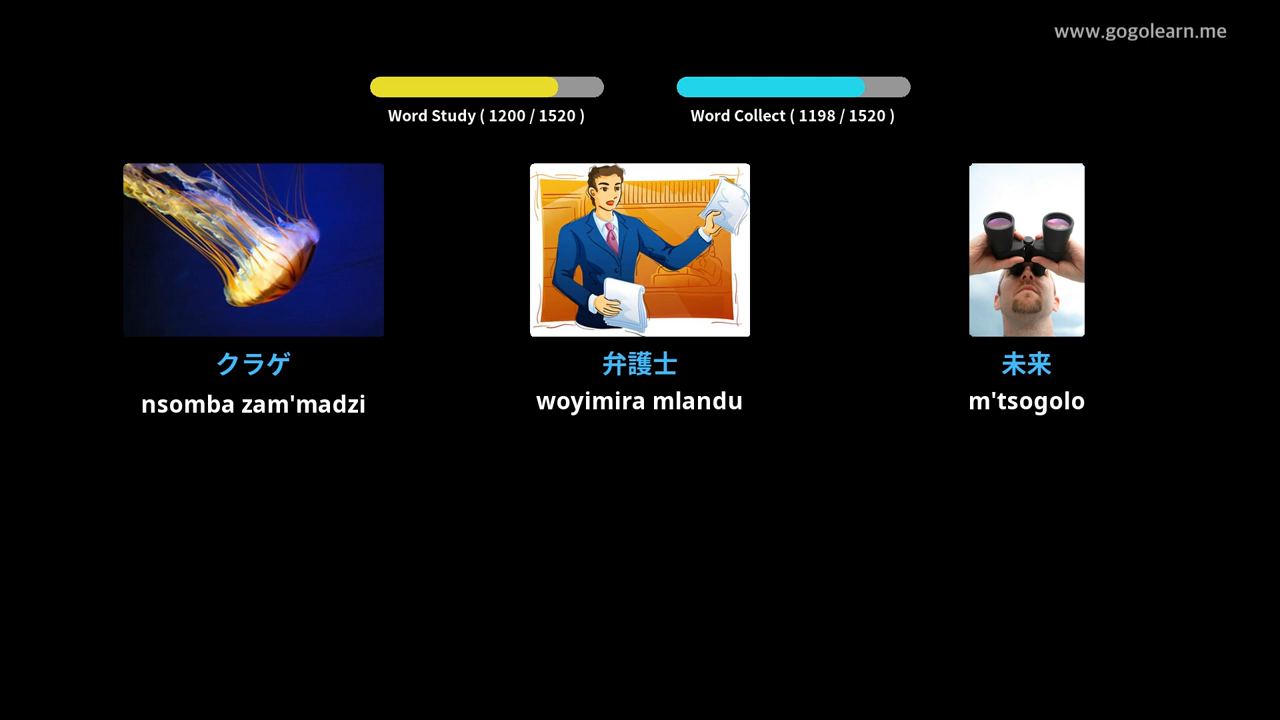 www.gogolearn.me
Word Study ( 1200 / 1520 )
Word Collect ( 1198 / 1520 )
クラゲ
nsomba zam'madzi
弁護士
woyimira mlandu
未来
m'tsogolo